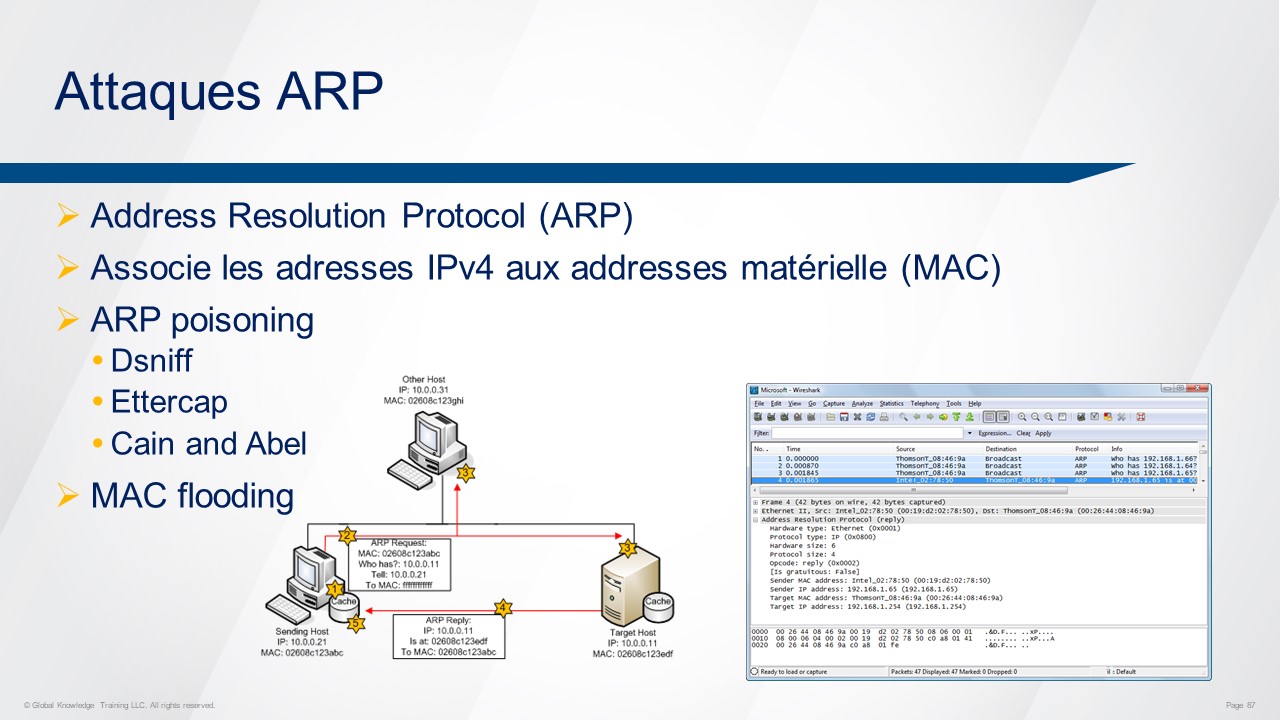 Attaques ARP
Address Resolution Protocol (ARP)
Associe les adresses IPv4 aux addresses matérielle (MAC)
ARP poisoning
Dsniff
Ettercap
Cain and Abel
MAC flooding
Other Host
IP: 10.0.0.31
MAC: 02608c123ghi
3
2
ARP Request:
MAC: 02608c123abc
Who has?: 10.0.0.11
Tell: 10.0.0.21
To MAC: ffffffffffff
3
1
Cache
5
Sending Host
IP: 10.0.0.21
MAC: 02608c123abc
4
ARP Reply:
IP: 10.0.0.11
Is at: 02608c123edf
To MAC: 02608c123abc
Cache
Target Host
IP: 10.0.0.11
MAC: 02608c123edf
Microsoft - Wireshark
File Edit View Go Capture Analyze Statistics Telephony Tools Help
Filter: Expression... Clear Apply
No. . Time Source Destination Protocol Info
1 0.000000 ThomsonT_08:46:9a Broadcast ARP Who has 192.168.1.66?
2 0.000870 ThomsonT_08:46:9a Broadcast ARP Who has 192.168.1.64?
3 0.001845 ThomsonT_08:46:9a Broadcast ARP Who has 192.168.1.65?
4 0.001865 Intel_02:78:50 ThomsonT_08:46:9a ARP 192.168.1.65 is at 00
Frame 4 (42 bytes on wire, 42 bytes captured)
Ethernet II, Src: Intel_02:78:50 (00:19:d2:02:78:50), Dst: ThomsonT_08:46:9a (00:26:44:08:46:9a)
Address Resolution Protocol (reply)
Hardware type: Ethernet (0x0001)
Protocol type: IP (0x0800)
Hardware size: 6
Protocol size: 4
Opcode: reply (0x0002)
[Is gratuitous: False]
Sender MAC address: Intel_02:78:50 (00:19:d2:02:78:50)
Sender IP address: 192.168.1.65 (192.168.1.65)
Target MAC address: ThomsonT_08:46:9a (00:26:44:08:46:9a)
Target IP address: 192.168.1.254 (192.168.1.254)
0000 00 26 44 08 46 9a 00 19 d2 02 78 50 08 06 00 01 .&D.F... ..xP....
0010 08 00 06 04 00 02 00 19 d2 02 78 50 c0 a8 01 41 ........ ..xP...A
0020 00 26 44 08 46 9a c0 a8 01 fe .&D.F... ..
Ready to load or capture Packets: 47 Displayed: 47 Marked: 0 Dropped: 0 : Default
© Global Knowledge Training LLC. All rights reserved.
Page 87